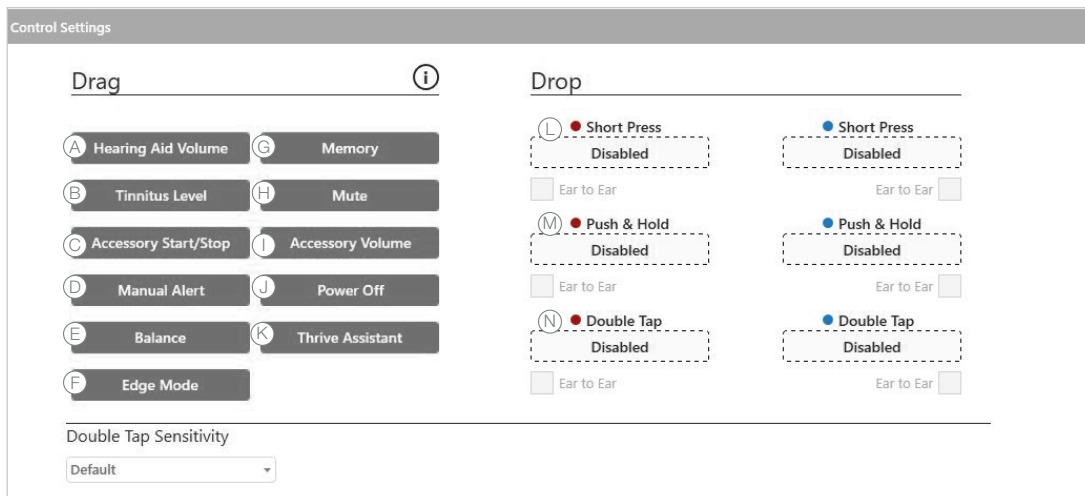 Control Settings
Drag
Drop
A Hearing Aid Volume
G Memory
B Tinnitus Level
H Mute
C Accessory Start/Stop
I Accessory Volume
D Manual Alert
J Power Off
E Balance
K Thrive Assistant
F Edge Mode
L Short Press
Disabled
Ear to Ear
Short Press
Disabled
Ear to Ear
M Push & Hold
Disabled
Ear to Ear
Push & Hold
Disabled
Ear to Ear
N Double Tap
Disabled
Ear to Ear
Double Tap
Disabled
Ear to Ear
Double Tap Sensitivity
Default